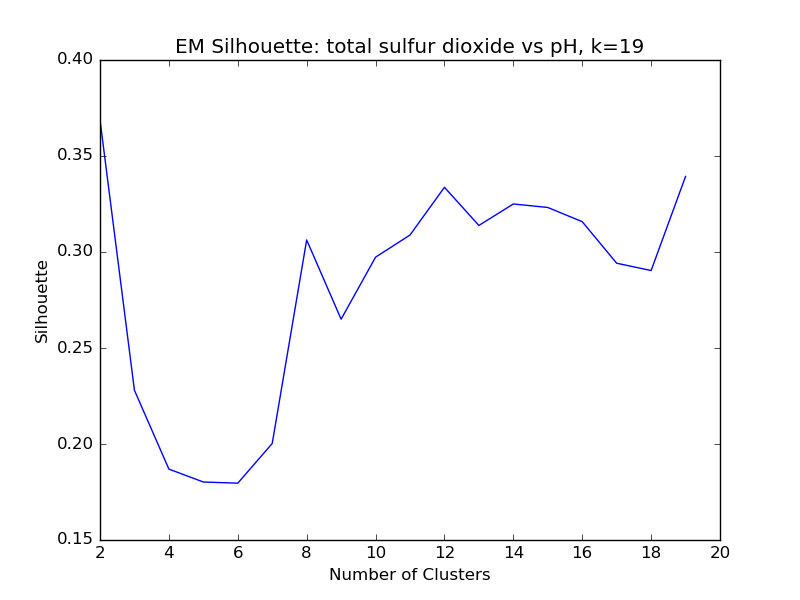 EM Silhouette: total sulfur dioxide vs pH, k=19
0.40
0.35
0.30
0.25
0.20
0.15
Silhouette
2 4 6 8 10 12 14 16 18 20
Number of Clusters